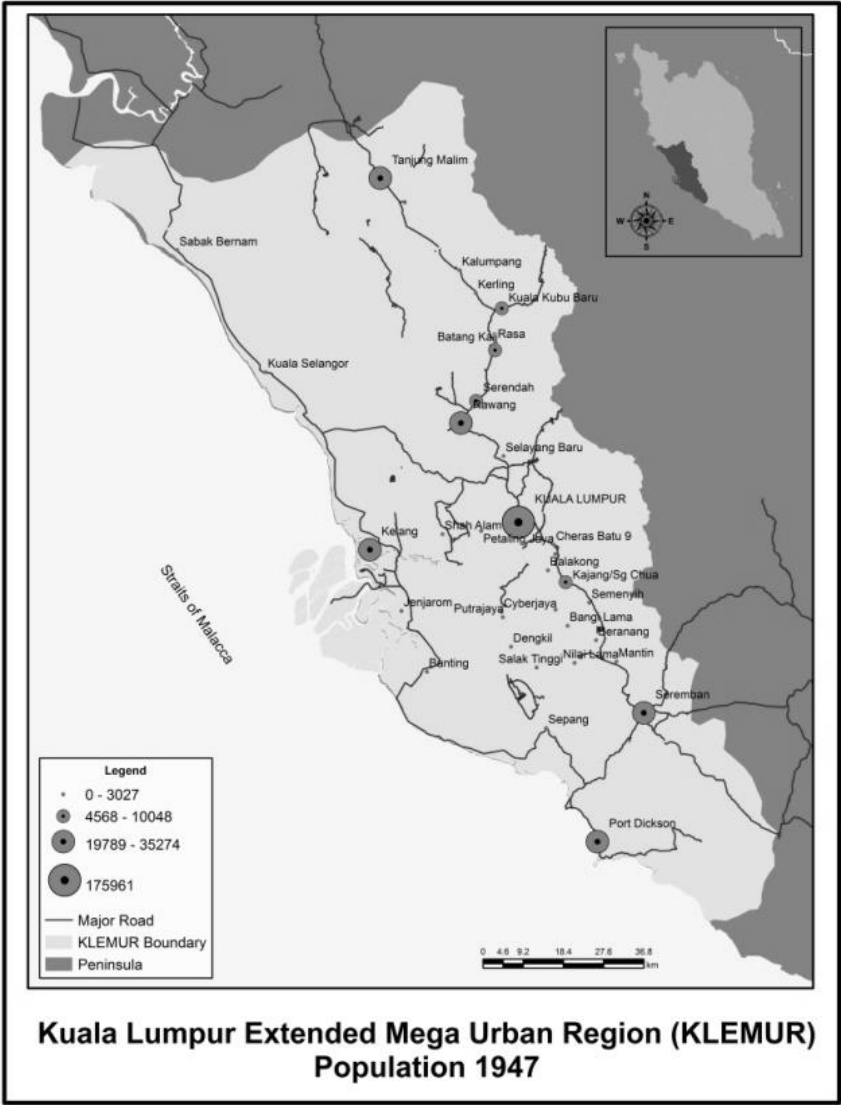 N
W E
S
Tanjung Malim
Sabak Bernam
Kalumpang
Kerling
Kuala Kubu Baru
Batang Kali
Rasa
Kuala Selangor
Serendah
Rawang
Selayang Baru
KUALA LUMPUR
Kelang
Shah Alam
Petaling Jaya
Cheras Batu 9
Balakong
Kajang/Sg Chua
Semenyih
Jenjarom
Putrajaya
Cyberjaya
Bangi Lama
Beranang
Dengkil
Salak Tinggi
Nilai Lama
Mantin
Banting
Seremban
Sepang
Port Dickson
Straits of Malacca
Legend
0 - 3027
4568 - 10048
19789 - 35274
175961
Major Road
KLEMUR Boundary
Peninsula
0 4.6 9.2 18.4 27.6 36.8
km
Kuala Lumpur Extended Mega Urban Region (KLEMUR)
Population 1947